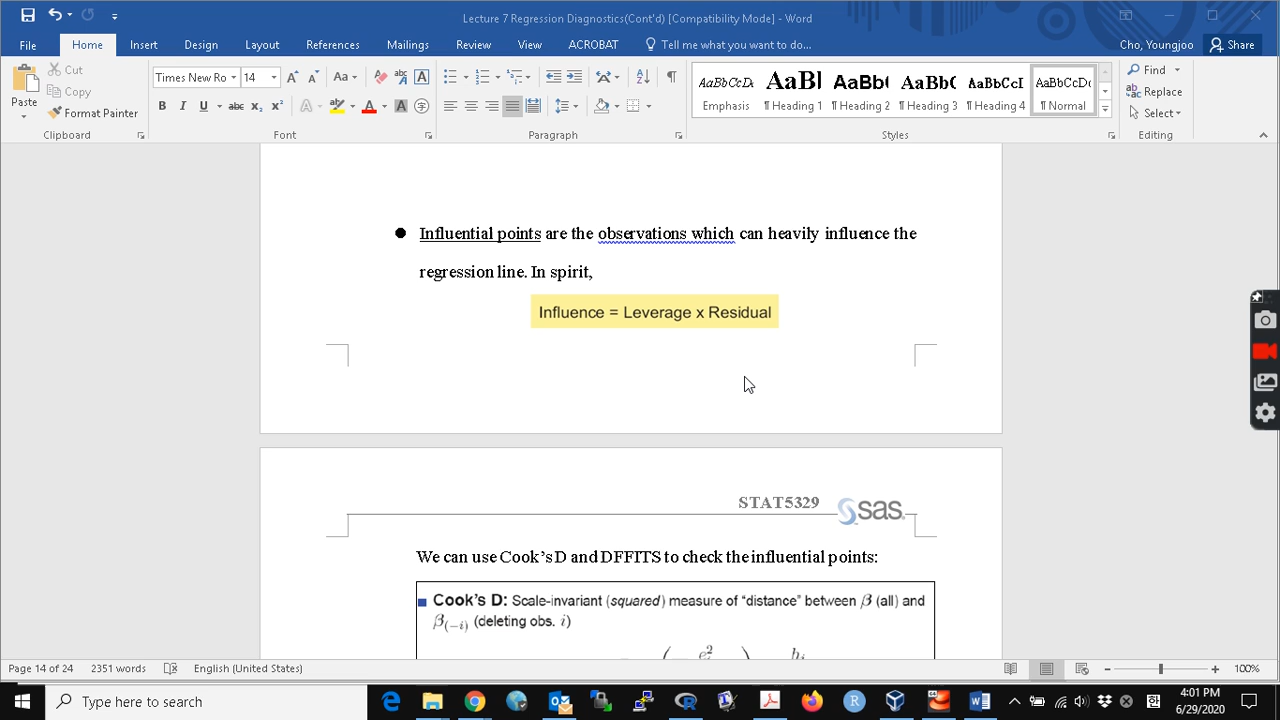 Lecture 7 Regression Diagnostics(Cont'd) [Compatibility Mode] - Word
File Home Insert Design Layout References Mailings Review View ACROBAT Tell me what you want to do... Cho, Youngjoo Share
Paste Cut Copy Format Painter
Times New Ro 14
Emphasis ¶ Heading 1 ¶ Heading 2 ¶ Heading 3 ¶ Heading 4 ¶ Normal
Find Replace Select
Clipboard Font Paragraph Styles Editing
● Influential points are the observations which can heavily influence the
regression line. In spirit,
Influence = Leverage x Residual
STAT5329 sas
We can use Cook's D and DFFITS to check the influential points:
Cook's D: Scale-invariant (squared) measure of "distance" between β (all) and
β(−i) (deleting obs. i)
Page 14 of 24 2351 words English (United States) 100%
Type here to search
4:01 PM
6/29/2020